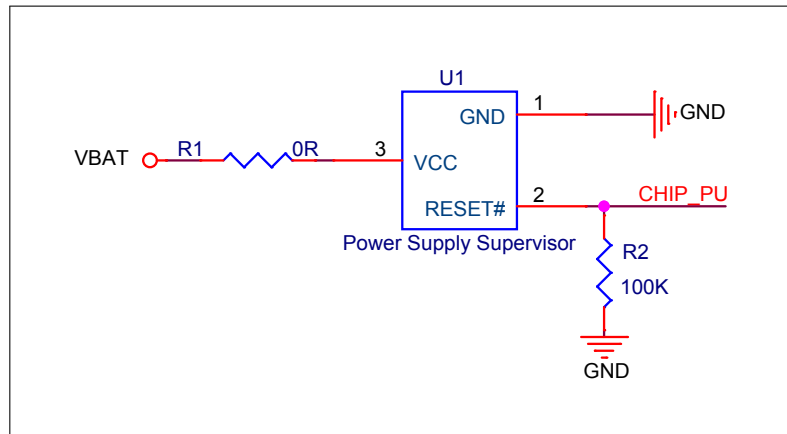 U1
1
GND
GND
VBAT
R1
0R
3
VCC
2
CHIP_PU
RESET#
Power Supply Supervisor
R2
100K
GND